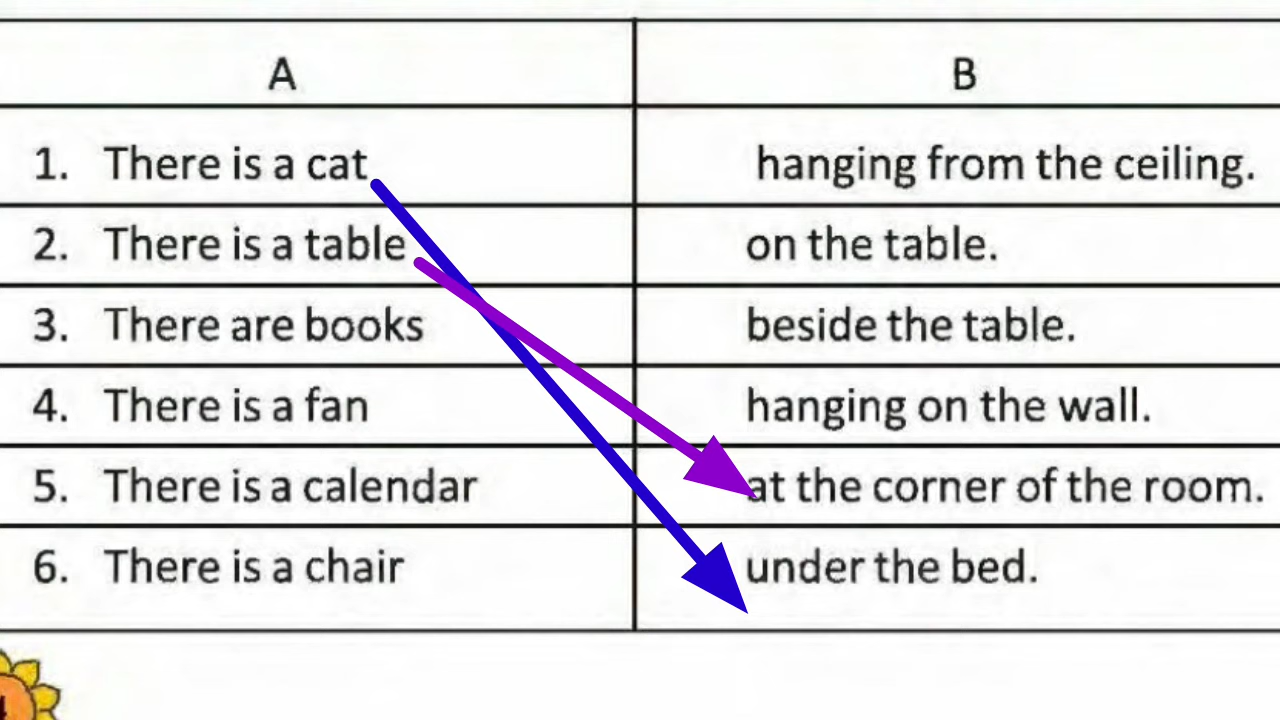 A B
1. There is a cat hanging from the ceiling.
2. There is a table on the table.
3. There are books beside the table.
4. There is a fan hanging on the wall.
5. There is a calendar at the corner of the room.
6. There is a chair under the bed.